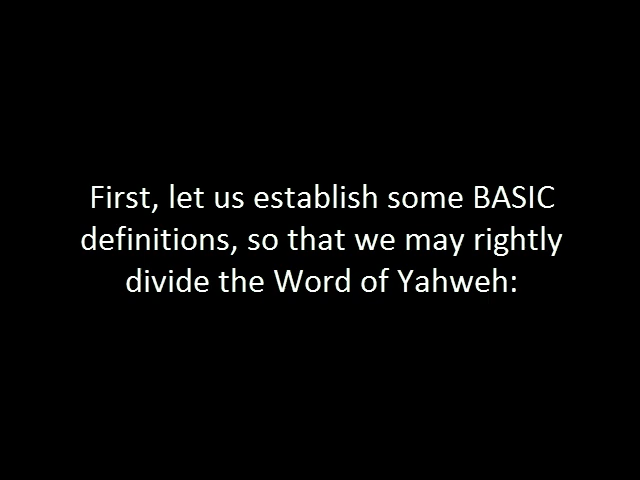 First, let us establish some BASIC
definitions, so that we may rightly
divide the Word of Yahweh: